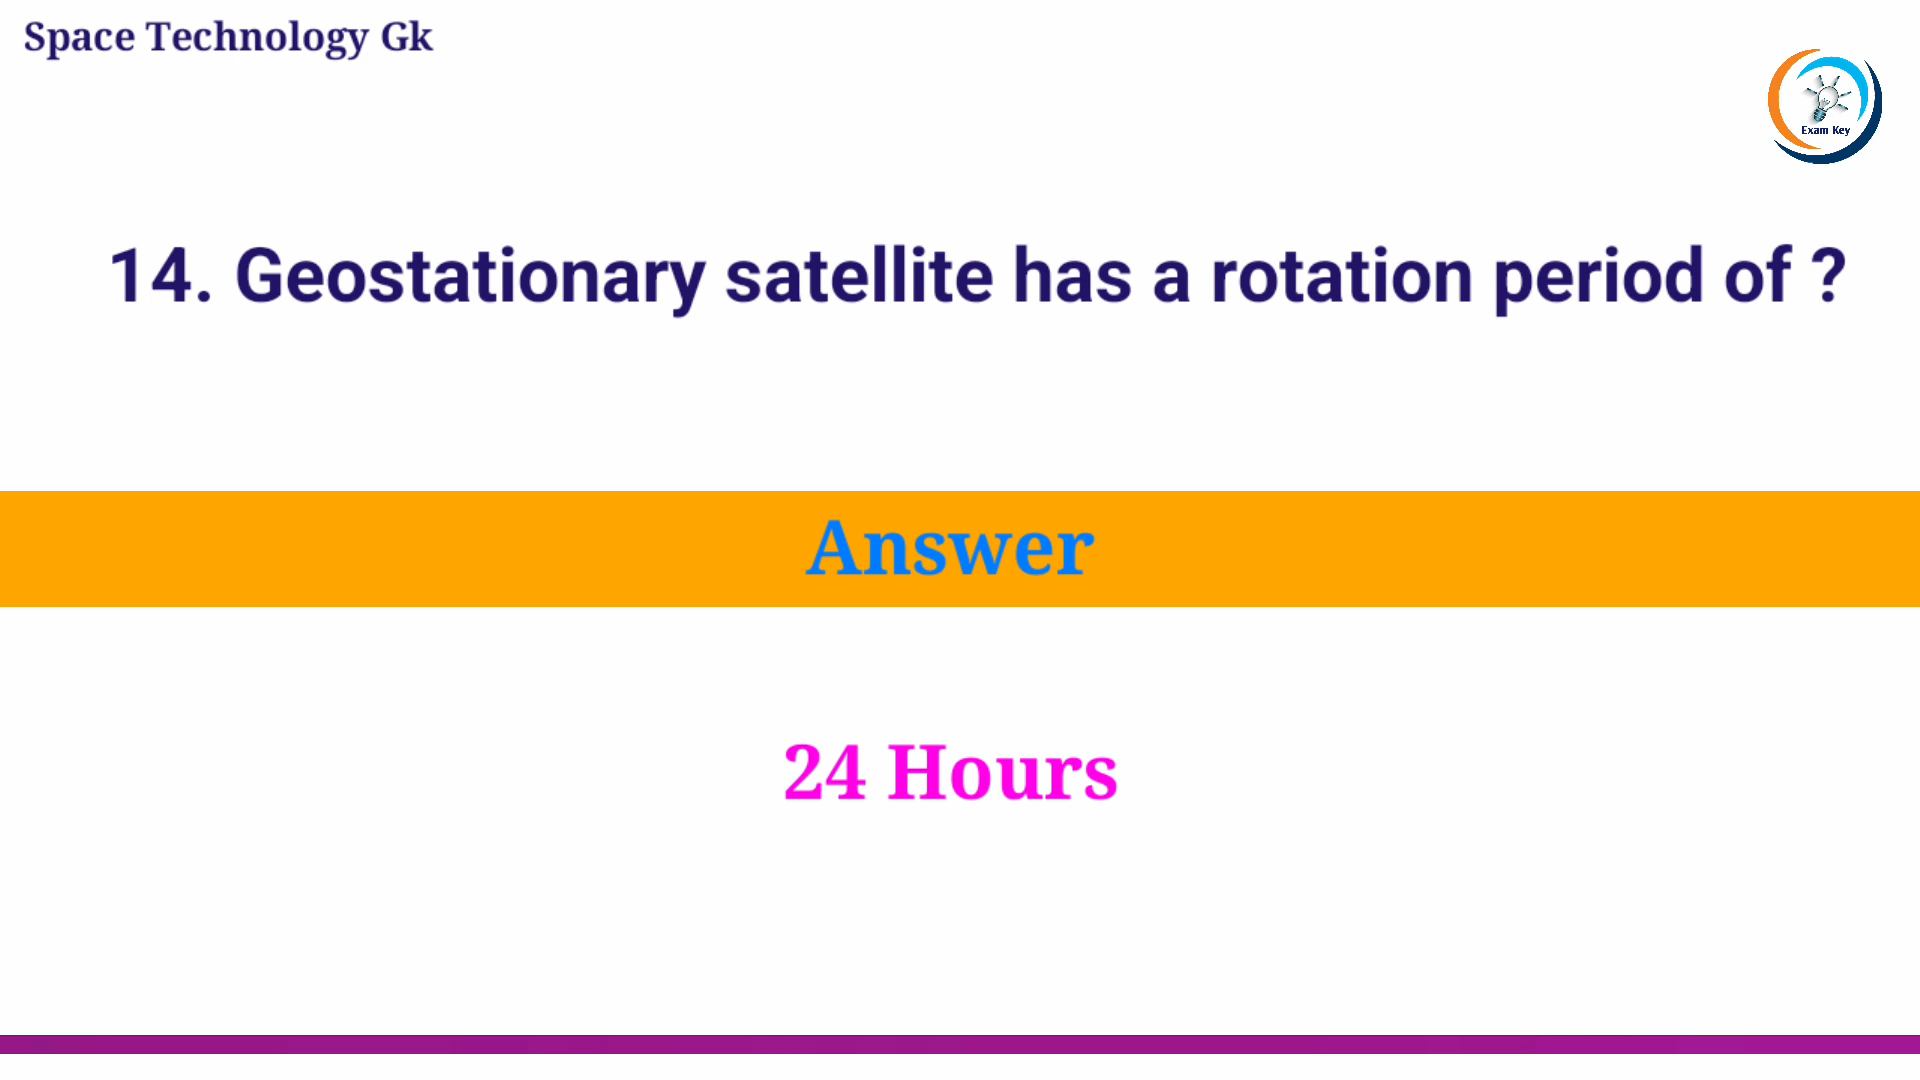 Space Technology Gk
Exam Key
14. Geostationary satellite has a rotation period of ?
Answer
24 Hours